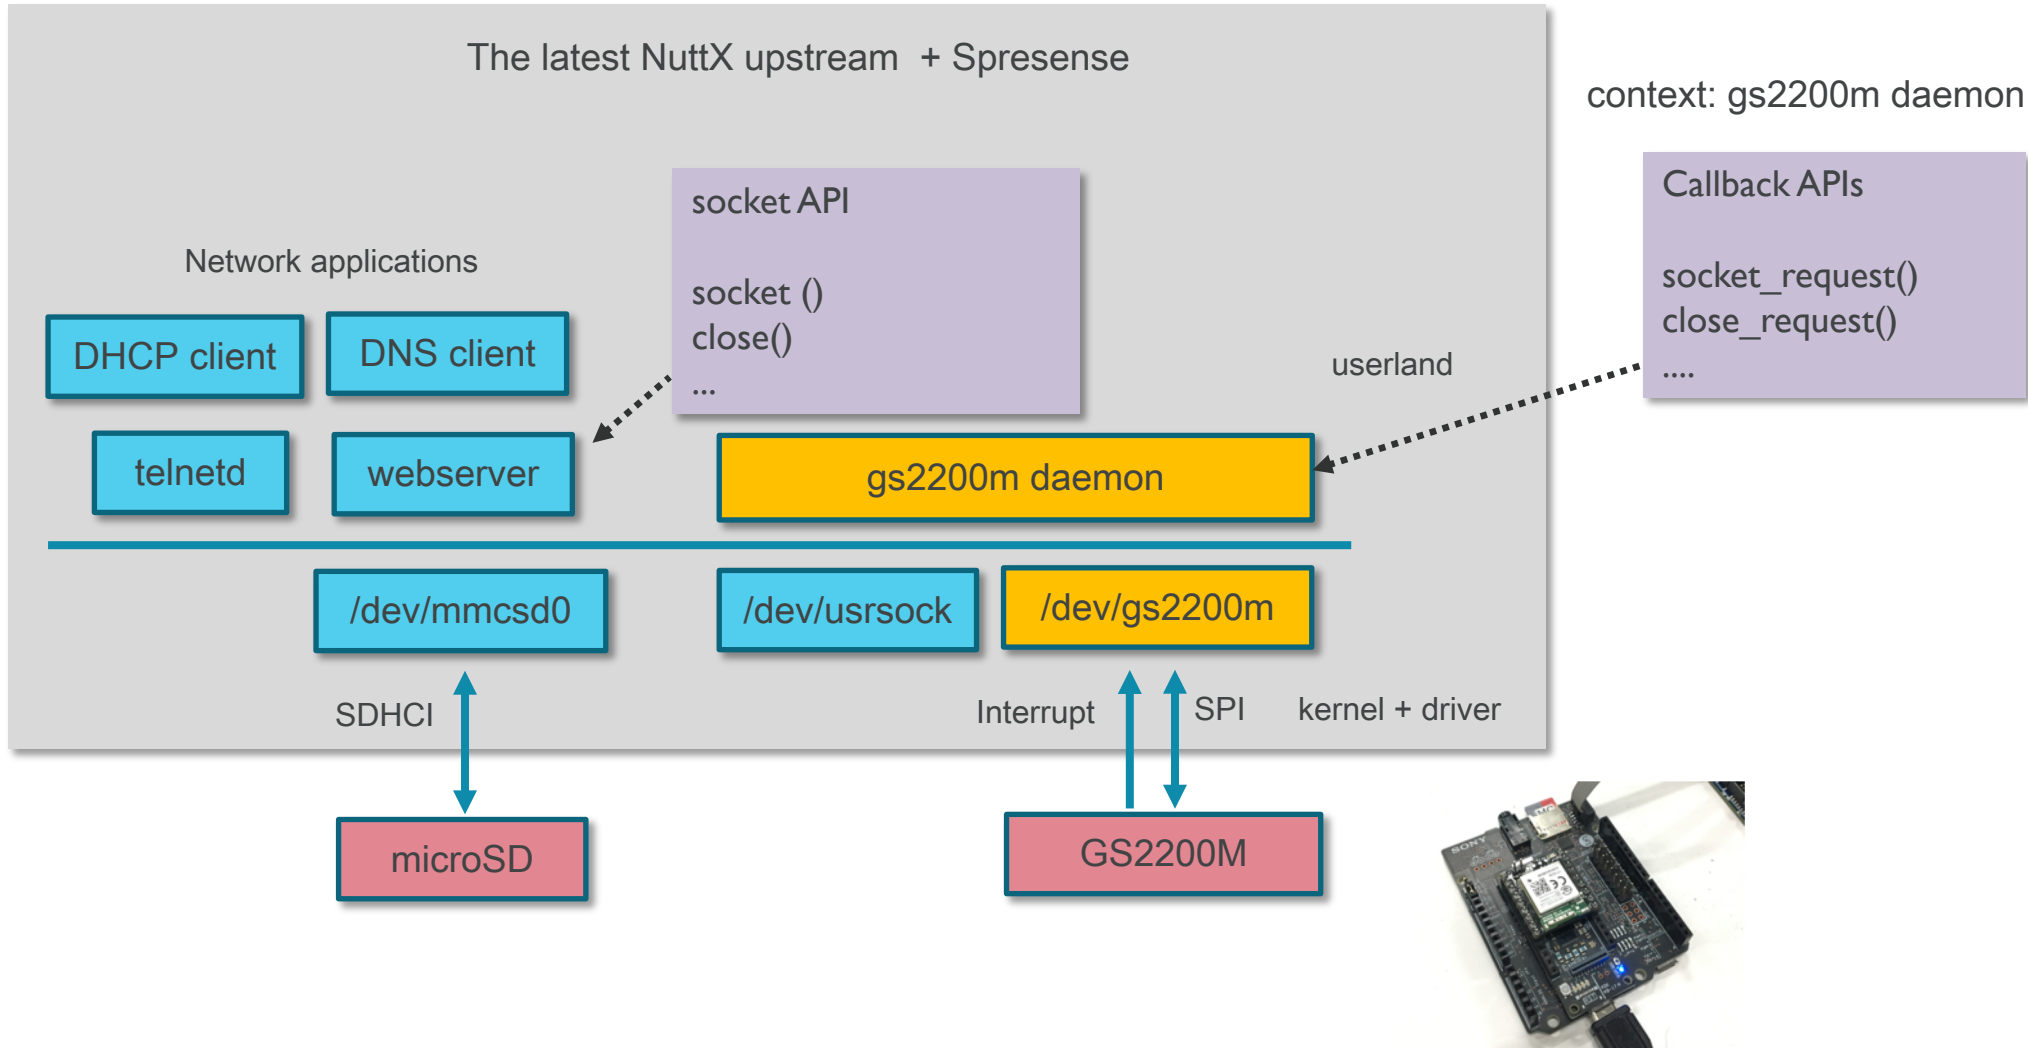 The latest NuttX upstream + Spresense
context: gs2200m daemon
socket API
socket ()
close()
...
Callback APIs
socket_request()
close_request()
....
Network applications
DHCP client
DNS client
userland
telnetd
webserver
gs2200m daemon
/dev/mmcsd0
/dev/usrsock
/dev/gs2200m
SDHCI
Interrupt
SPI
kernel + driver
microSD
GS2200M
SONY